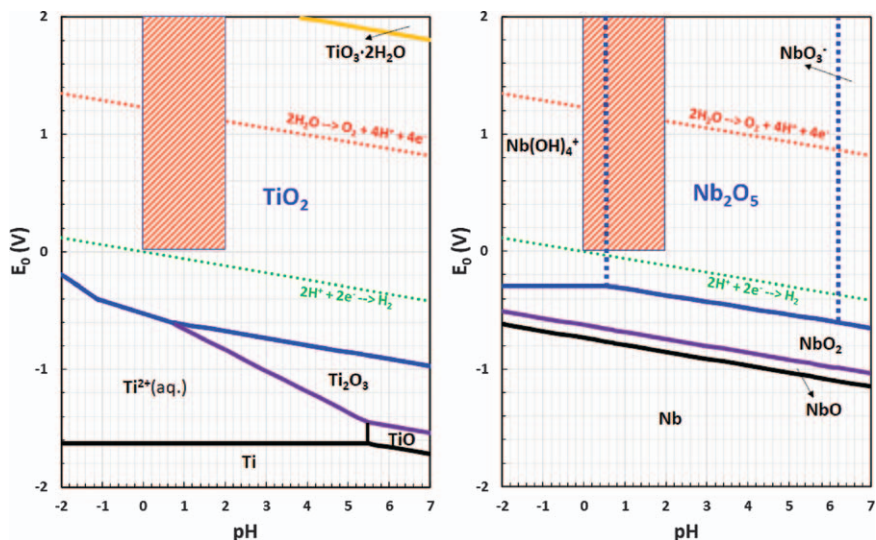 2
TiO₃·2H₂O
2H₂O --> O₂ + 4H⁺ + 4e⁻
1
TiO₂
E₀ (V)
0
2H⁺ + 2e⁻ --> H₂
-1
Ti²⁺(aq.)
Ti₂O₃
TiO
Ti
-2
-2 -1 0 1 2 3 4 5 6 7
pH
2
NbO₃⁻
2H₂O --> O₂ + 4H⁺ + 4e⁻
1
Nb(OH)₄⁺
Nb₂O₅
E₀ (V)
0
2H⁺ + 2e⁻ --> H₂
NbO₂
-1
NbO
Nb
-2
-2 -1 0 1 2 3 4 5 6 7
pH